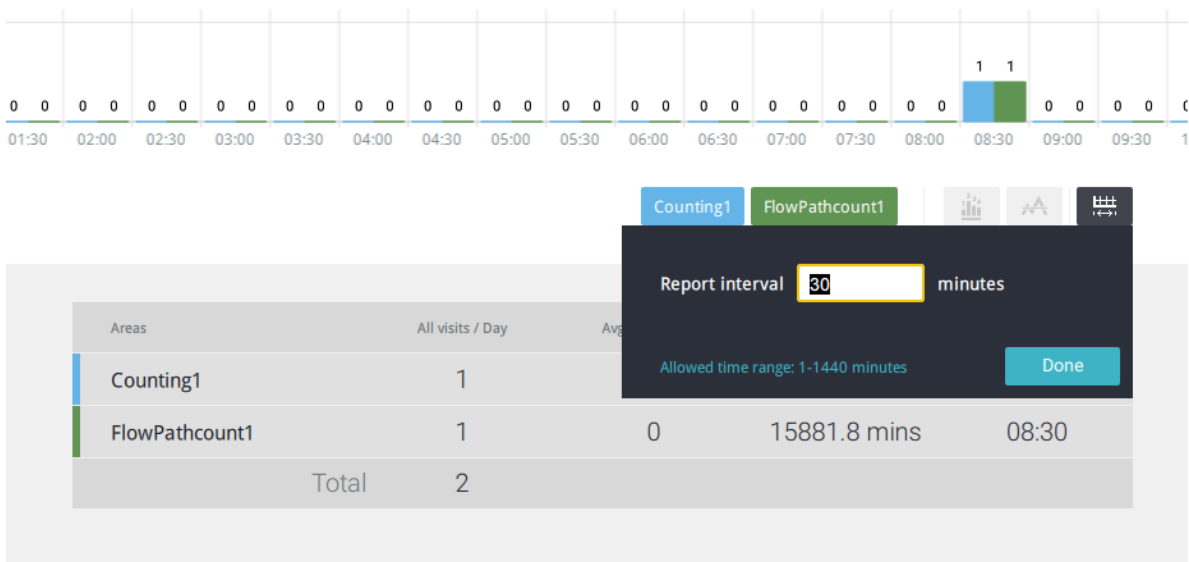 1 1
0 0 0 0 0 0 0 0 0 0 0 0 0 0 0 0 0 0 0 0 0 0 0 0 0 0 0 0 0 0 0 0
01:30 02:00 02:30 03:00 03:30 04:00 04:30 05:00 05:30 06:00 06:30 07:00 07:30 08:00 08:30 09:00 09:30
Counting1 FlowPathcount1
Report interval 30 minutes
Areas All visits / Day
Allowed time range: 1-1440 minutes Done
Counting1 1
FlowPathcount1 1 0 15881.8 mins 08:30
Total 2